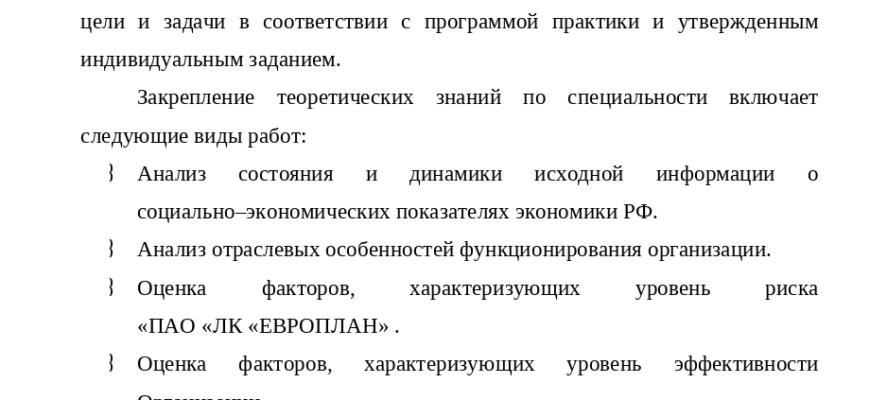 цели и задачи в соответствии с программой практики и утвержденным
индивидуальным заданием.
Закрепление теоретических знаний по специальности включает
следующие виды работ:
⌇ Анализ состояния и динамики исходной информации о
социально–экономических показателях экономики РФ.
⌇ Анализ отраслевых особенностей функционирования организации.
⌇ Оценка факторов, характеризующих уровень риска
«ПАО «ЛК «ЕВРОПЛАН» .
⌇ Оценка факторов, характеризующих уровень эффективности